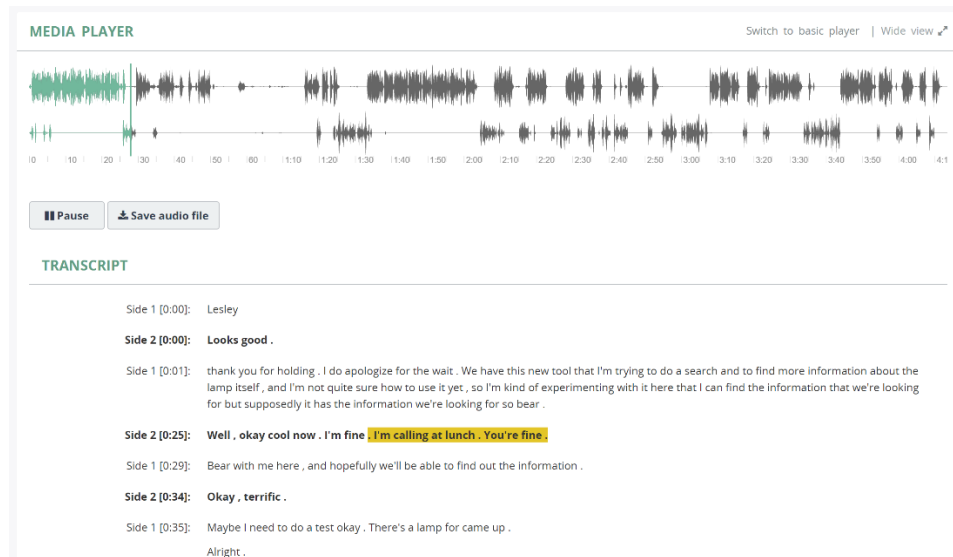 MEDIA PLAYER
Switch to basic player | Wide view
0 10 20 30 40 50 60 1:10 1:20 1:30 1:40 1:50 2:00 2:10 2:20 2:30 2:40 2:50 3:00 3:10 3:20 3:30 3:40 3:50 4:00 4:1
Pause
Save audio file
TRANSCRIPT
Side 1 [0:00]: Lesley
Side 2 [0:00]: Looks good .
Side 1 [0:01]: thank you for holding . I do apologize for the wait . We have this new tool that I'm trying to do a search and to find more information about the
lamp itself , and I'm not quite sure how to use it yet , so I'm kind of experimenting with it here that I can find the information that we're looking
for but supposedly it has the information we're looking for so bear .
Side 2 [0:25]: Well , okay cool now . I'm fine . I'm calling at lunch . You're fine .
Side 1 [0:29]: Bear with me here , and hopefully we'll be able to find out the information .
Side 2 [0:34]: Okay , terrific .
Side 1 [0:35]: Maybe I need to do a test okay . There's a lamp for came up .
Alright .